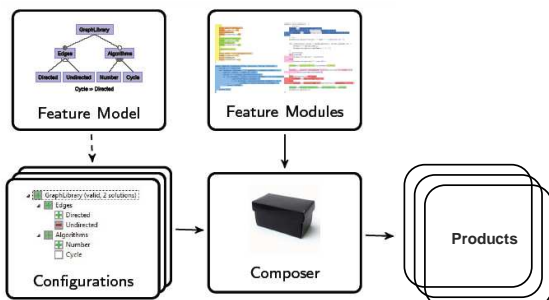 GraphLibrary
Edges Algorithms
Directed Undirected Number Cycle
Cycle ⇒ Directed
Feature Model
Feature Modules
GraphLibrary (valid, 2 solutions)
Edges
Directed
Undirected
Algorithms
Number
Cycle
Configurations
Composer
Products